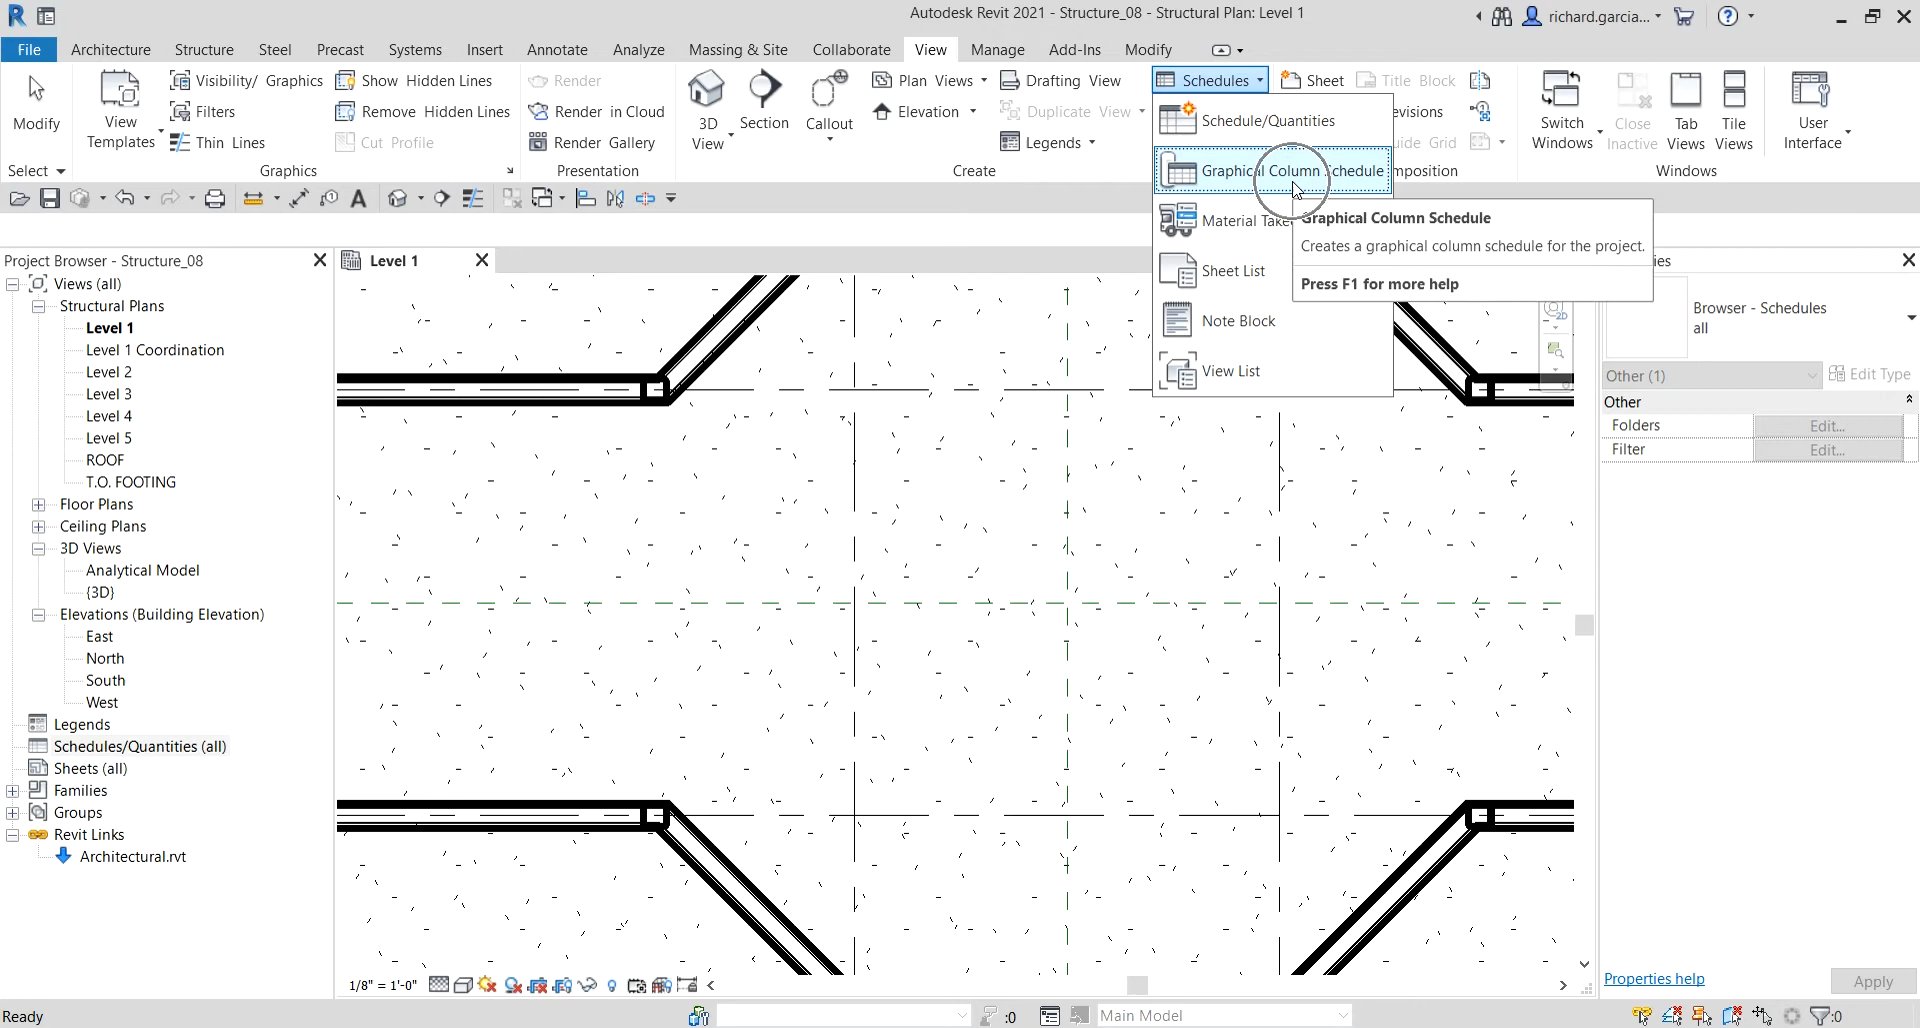 Autodesk Revit 2021 - Structure_08 - Structural Plan: Level 1
richard.garcia...
File Architecture Structure Steel Precast Systems Insert Annotate Analyze Massing & Site Collaborate View Manage Add-Ins Modify
Modify
View Templates
Visibility/ Graphics
Filters
Thin Lines
Show Hidden Lines
Remove Hidden Lines
Cut Profile
Render
Render in Cloud
Render Gallery
3D View
Section
Callout
Plan Views
Elevation
Drafting View
Duplicate View
Legends
Schedules
Sheet
Title Block
evisions
uide Grid
Switch Windows
Close Inactive
Tab Views
Tile Views
User Interface
Select Graphics Presentation Create mposition Windows
Schedule/Quantities
Graphical Column Schedule
Material Take
Sheet List
Note Block
View List
Graphical Column Schedule
Creates a graphical column schedule for the project.
Press F1 for more help
Project Browser - Structure_08
Views (all)
Structural Plans
Level 1
Level 1 Coordination
Level 2
Level 3
Level 4
Level 5
ROOF
T.O. FOOTING
Floor Plans
Ceiling Plans
3D Views
Analytical Model
{3D}
Elevations (Building Elevation)
East
North
South
West
Legends
Schedules/Quantities (all)
Sheets (all)
Families
Groups
Revit Links
Architectural.rvt
Level 1
2D
ies
Browser - Schedules
all
Other (1)
Edit Type
Other
Folders Edit...
Filter Edit...
Properties help
Apply
1/8" = 1'-0"
Ready
:0
Main Model
:0